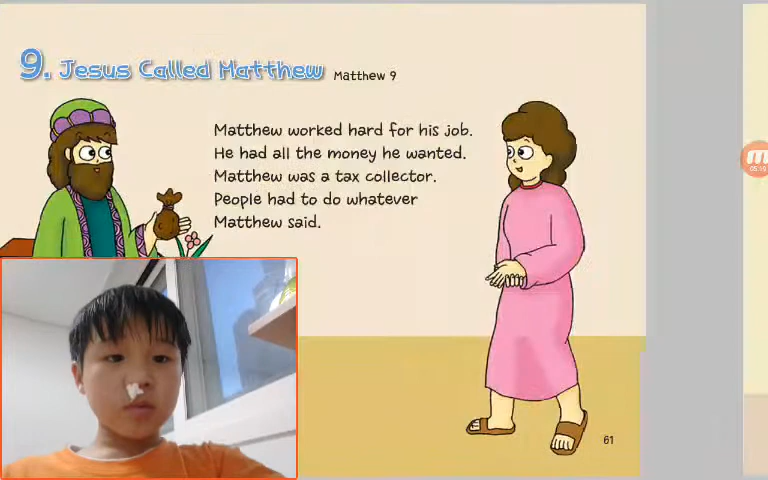 9. Jesus Called Matthew Matthew 9
Matthew worked hard for his job.
He had all the money he wanted.
Matthew was a tax collector.
People had to do whatever
Matthew said.
61